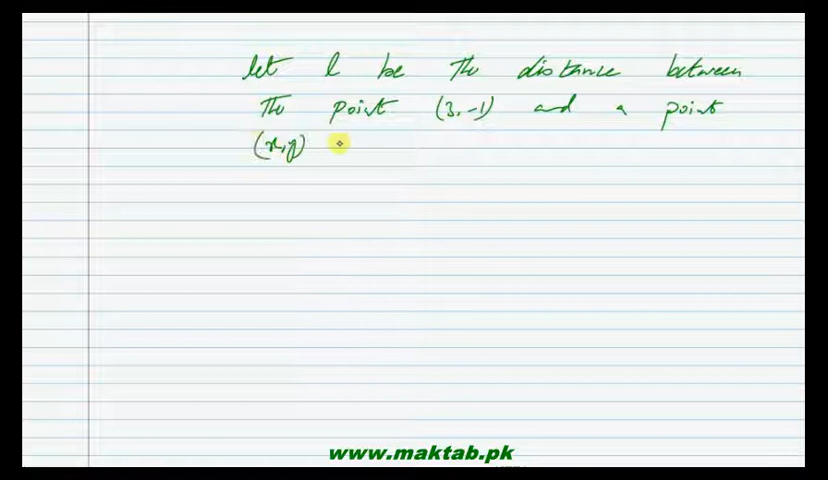 let l be the distance between
the point (3,-1) and a point
(x,y)
www.maktab.pk